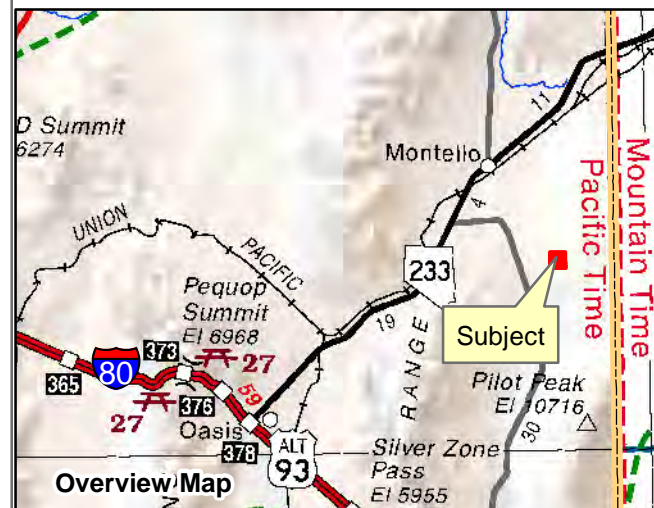 D Summit
6274
UNION
PACIFIC
Pequop
Summit
El 6968
373
27
80
365
27
376
59
Oasis
378
ALT
93
Overview Map
Montello
11
4
233
19
RANGE
Subject
Pacific Time
Mountain Time
Pilot Peak
El 10716
30
Silver Zone
Pass
El 5955